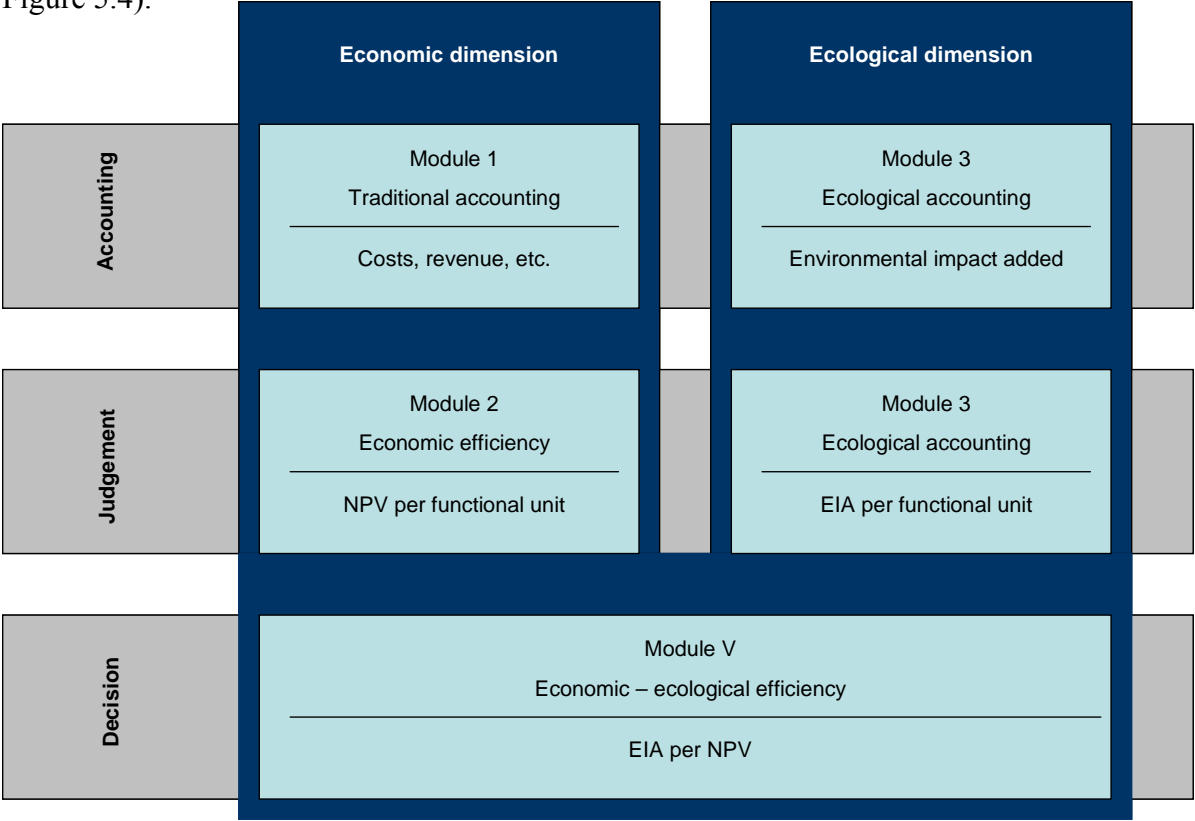 Figure 5.4).
Economic dimension
Ecological dimension
Accounting
Module 1
Traditional accounting
Costs, revenue, etc.
Module 3
Ecological accounting
Environmental impact added
Judgement
Module 2
Economic efficiency
NPV per functional unit
Module 3
Ecological accounting
EIA per functional unit
Decision
Module V
Economic – ecological efficiency
EIA per NPV